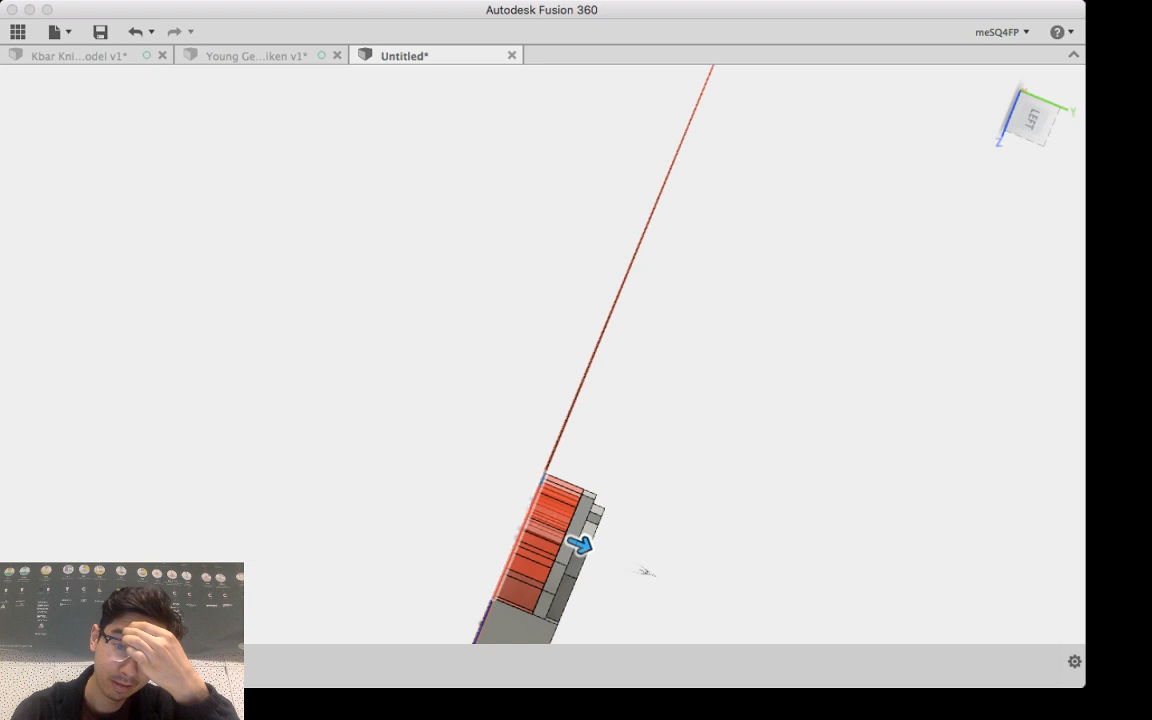 Autodesk Fusion 360
meSQ4FP
?
Kbar Kni...odel v1*
Young Ge...iken v1*
Untitled*
LEFT
Y
Z